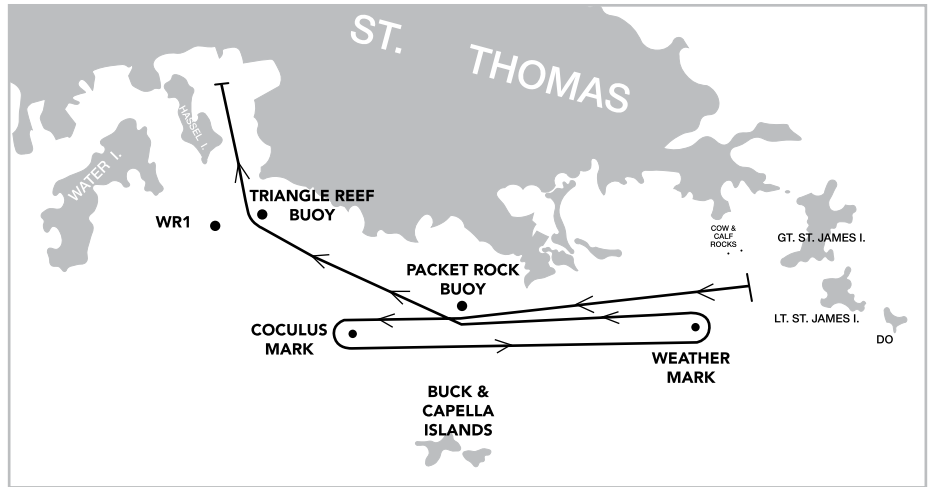 ST.
THOMAS
HASSEL I.
WATER I.
TRIANGLE REEF
BUOY
WR1
COW &
CALF
ROCKS
GT. ST. JAMES I.
PACKET ROCK
BUOY
LT. ST. JAMES I.
COCULUS
MARK
DO
WEATHER
MARK
BUCK &
CAPELLA
ISLANDS